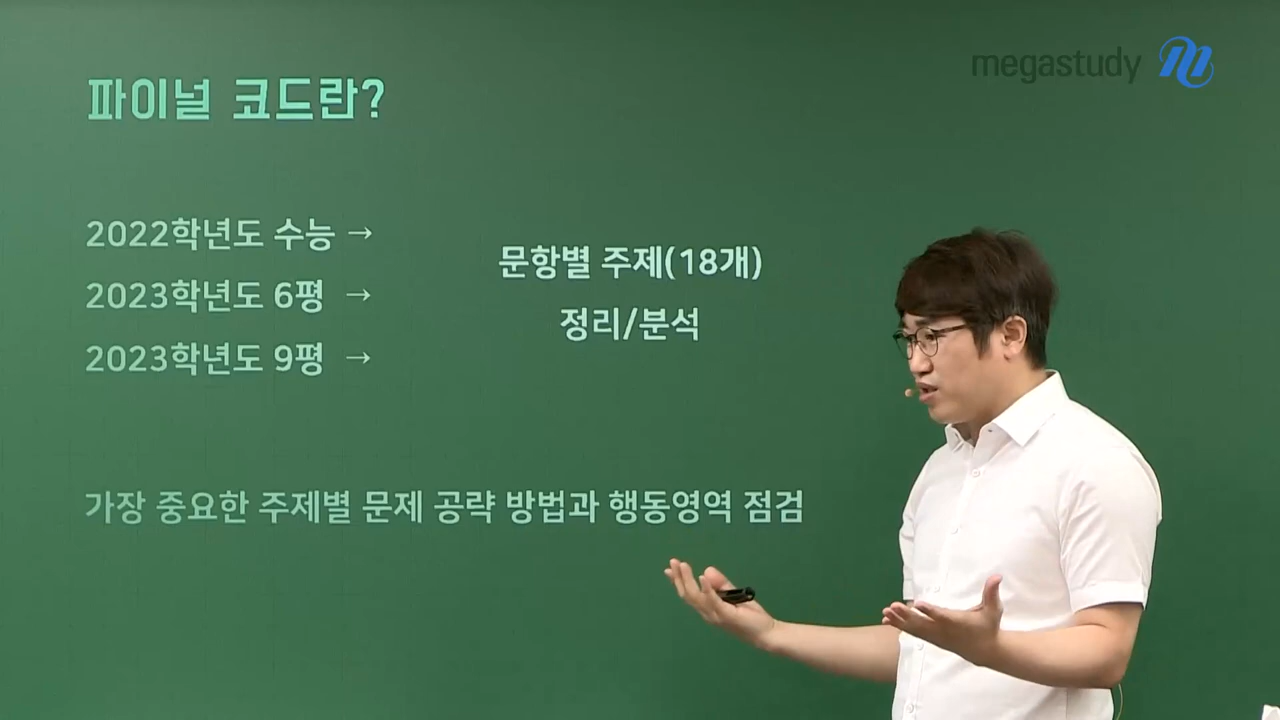 megastudy
파이널 코드란?
2022학년도 수능 →
2023학년도 6평 →
2023학년도 9평 →
문항별 주제(18개)
정리/분석
가장 중요한 주제별 문제 공략 방법과 행동영역 점검